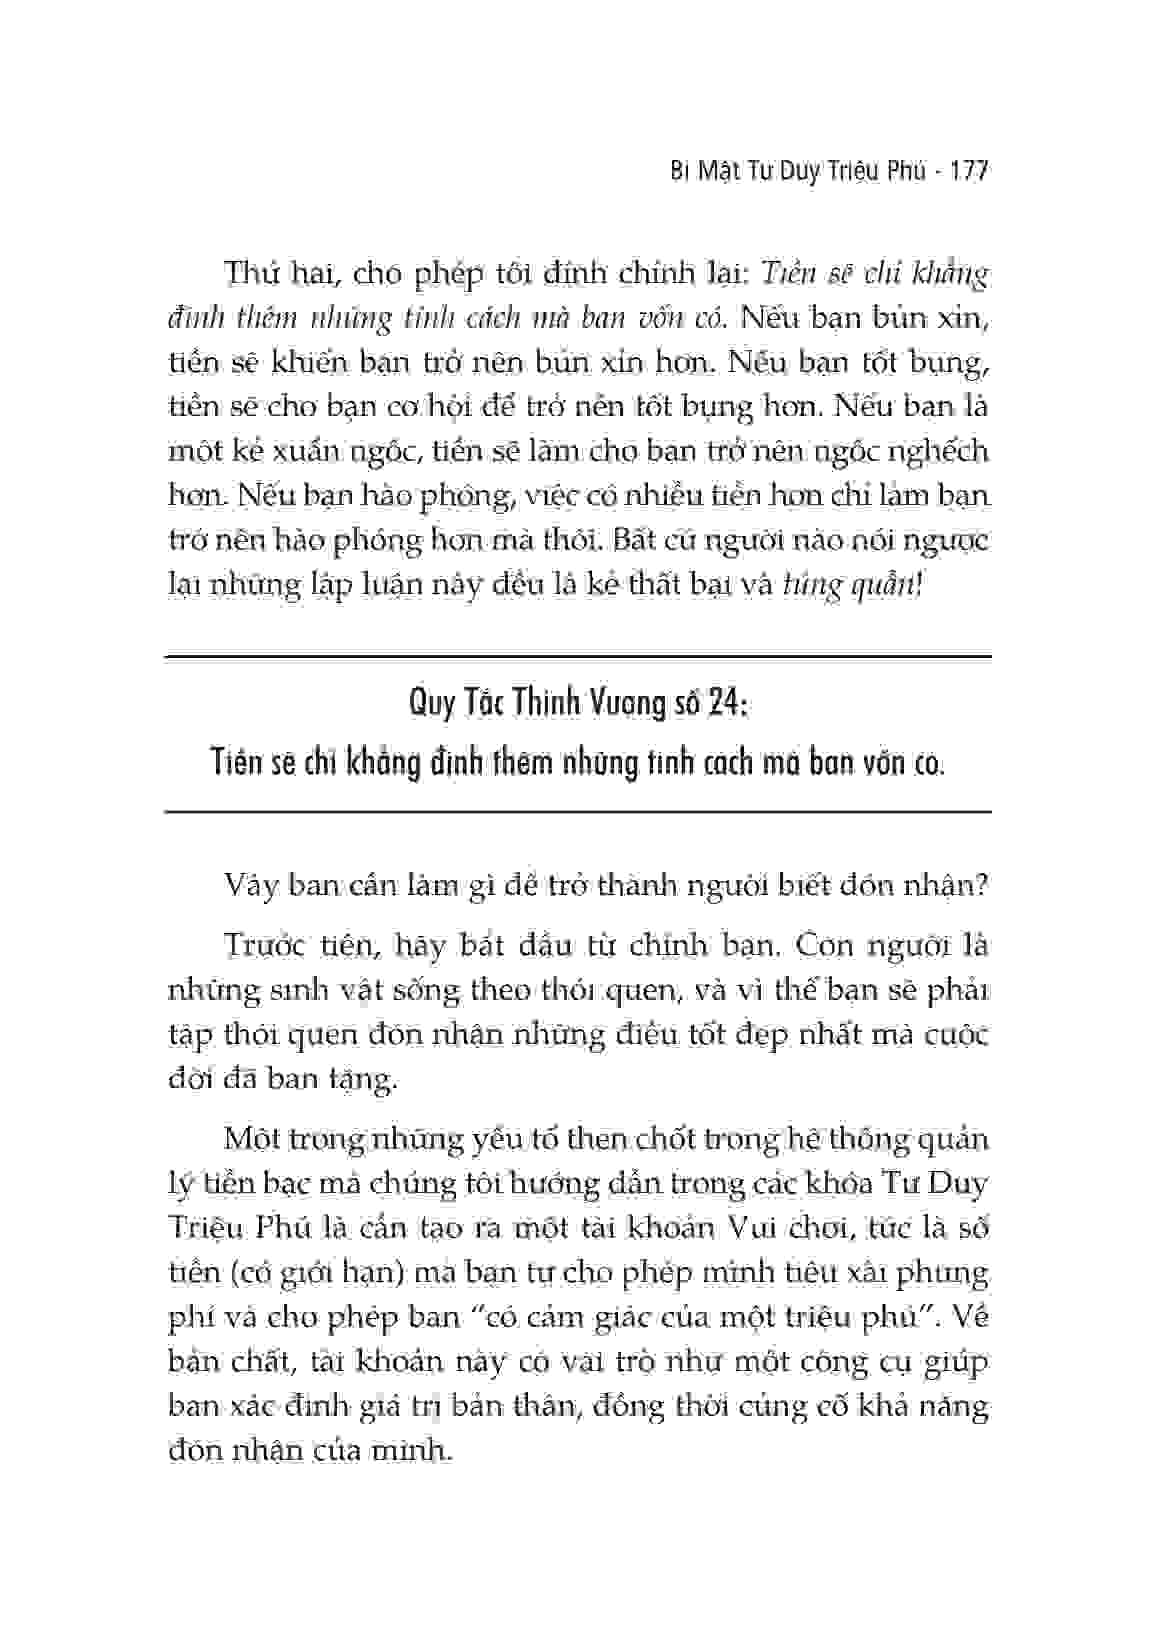 Bí Mật Tư Duy Triệu Phú - 177
Thứ hai, cho phép tôi đính chính lại: Tiền sẽ chỉ khẳng
định thêm những tính cách mà bạn vốn có. Nếu bạn bủn xỉn,
tiền sẽ khiến bạn trở nên bủn xỉn hơn. Nếu bạn tốt bụng,
tiền sẽ cho bạn cơ hội để trở nên tốt bụng hơn. Nếu bạn là
một kẻ xuẩn ngốc, tiền sẽ làm cho bạn trở nên ngốc nghếch
hơn. Nếu bạn hào phóng, việc có nhiều tiền hơn chỉ làm bạn
trở nên hào phóng hơn mà thôi. Bất cứ người nào nói ngược
lại những lập luận này đều là kẻ thất bại và túng quẫn!
Quy Tắc Thịnh Vượng số 24:
Tiền sẽ chỉ khẳng định thêm những tính cách mà bạn vốn có.
Vậy bạn cần làm gì để trở thành người biết đón nhận?
Trước tiên, hãy bắt đầu từ chính bạn. Con người là
những sinh vật sống theo thói quen, và vì thế bạn sẽ phải
tập thói quen đón nhận những điều tốt đẹp nhất mà cuộc
đời đã ban tặng.
Một trong những yếu tố then chốt trong hệ thống quản
lý tiền bạc mà chúng tôi hướng dẫn trong các khóa Tư Duy
Triệu Phú là cần tạo ra một tài khoản Vui chơi, tức là số
tiền (có giới hạn) mà bạn tự cho phép mình tiêu xài phung
phí và cho phép bạn “có cảm giác của một triệu phú”. Về
bản chất, tài khoản này có vai trò như một công cụ giúp
bạn xác định giá trị bản thân, đồng thời củng cố khả năng
đón nhận của mình.